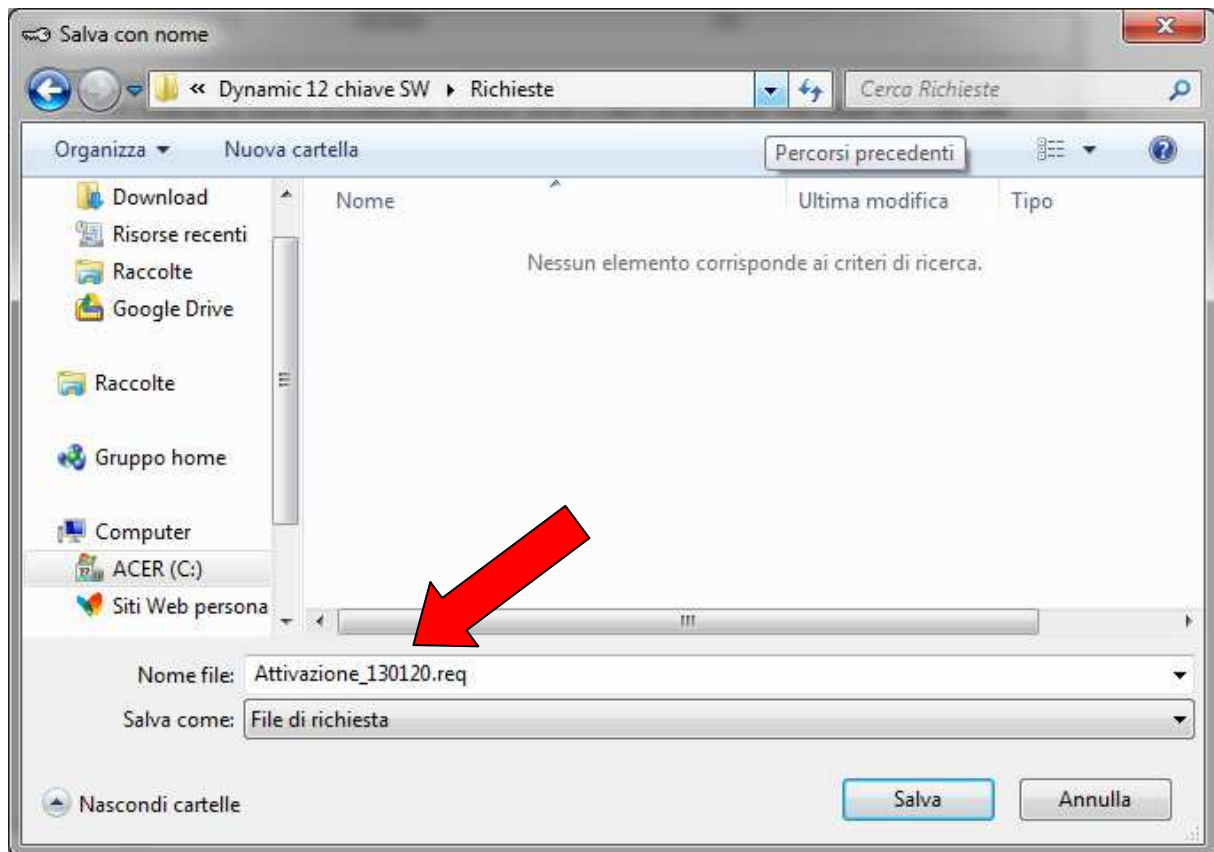 Salva con nome
« Dynamic 12 chiave SW ▸ Richieste
Cerca Richieste
Organizza
Nuova cartella
Percorsi precedenti
Download
Risorse recenti
Raccolte
Google Drive
Raccolte
Gruppo home
Computer
ACER (C:)
Siti Web persona
Nome
Ultima modifica
Tipo
Nessun elemento corrisponde ai criteri di ricerca.
Nome file: Attivazione_130120.req
Salva come: File di richiesta
Nascondi cartelle
Salva
Annulla